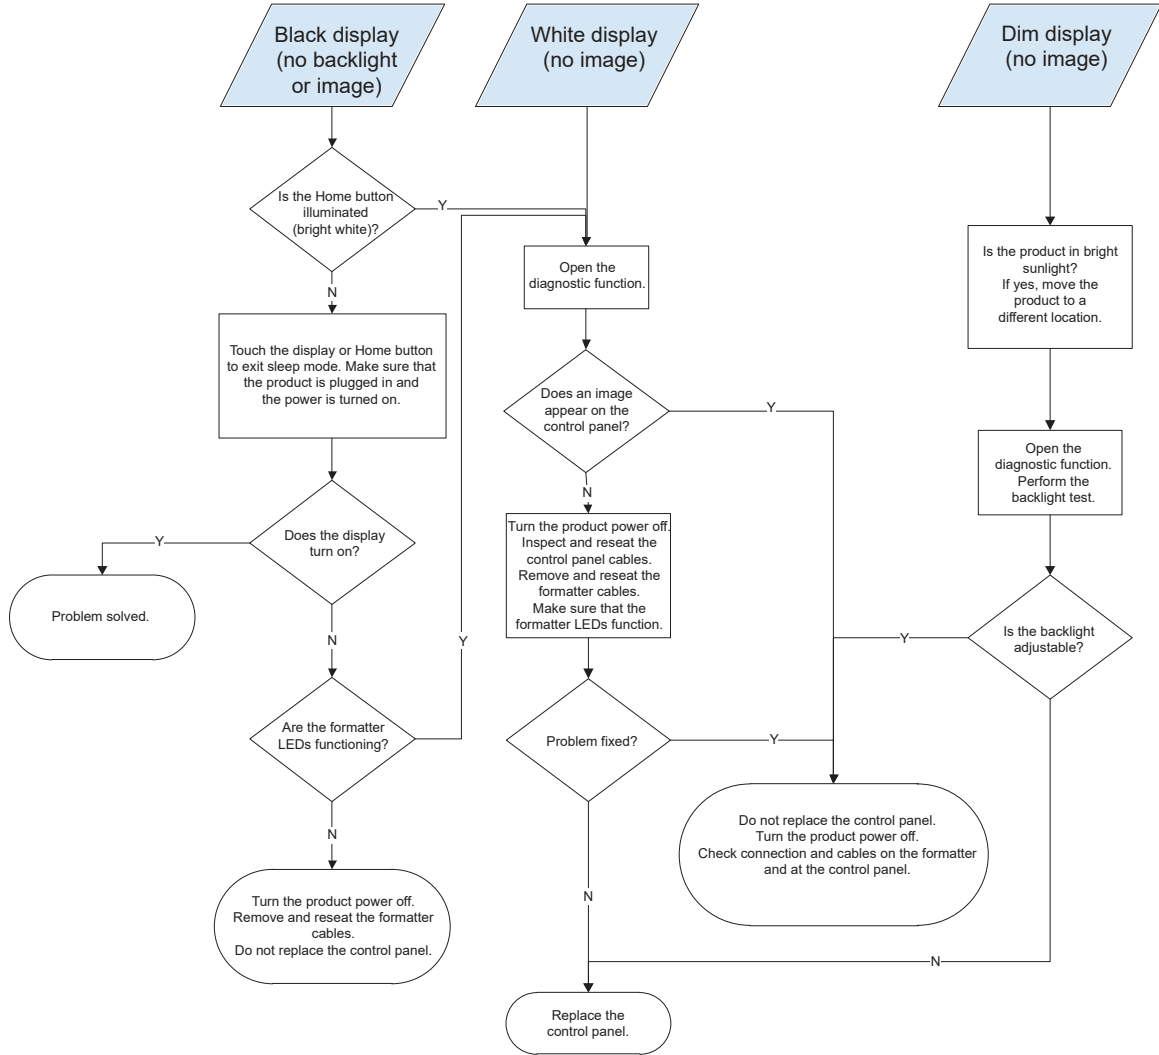 Black display
(no backlight
or image)
White display
(no image)
Dim display
(no image)
Is the Home button
illuminated
(bright white)?
Y
N
Touch the display or Home button
to exit sleep mode. Make sure that
the product is plugged in and
the power is turned on.
Does the display
turn on?
Y
Problem solved.
N
Are the formatter
LEDs functioning?
Y
N
Turn the product power off.
Remove and reseat the formatter
cables.
Do not replace the control panel.
Open the
diagnostic function.
Does an image
appear on the
control panel?
Y
N
Turn the product power off.
Inspect and reseat the
control panel cables.
Remove and reseat the
formatter cables.
Make sure that the
formatter LEDs function.
Problem fixed?
Y
N
Do not replace the control panel.
Turn the product power off.
Check connection and cables on the formatter
and at the control panel.
Replace the
control panel.
Is the product in bright
sunlight?
If yes, move the
product to a
different location.
Open the
diagnostic function.
Perform the
backlight test.
Is the backlight
adjustable?
Y
N